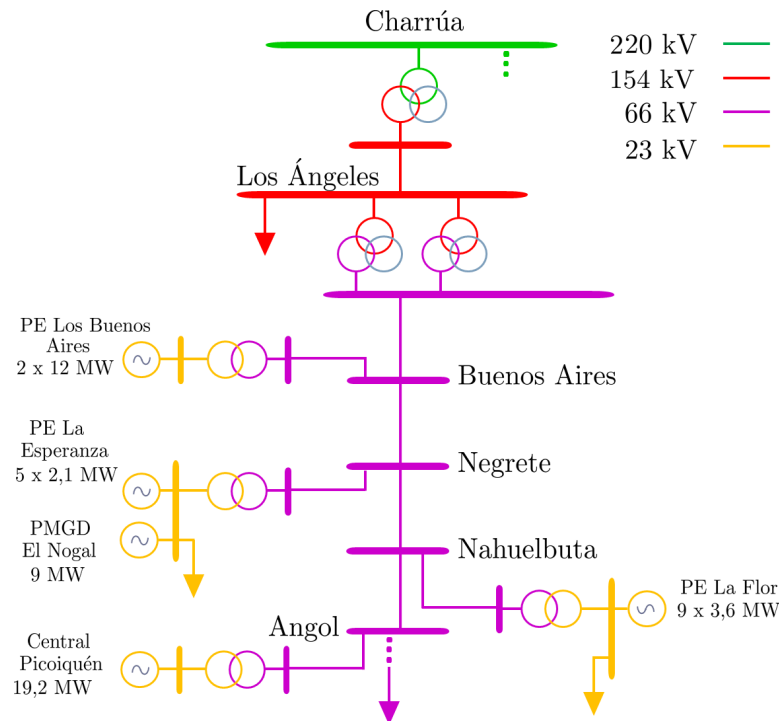 Charrúa
220 kV
154 kV
66 kV
23 kV
Los Ángeles
PE Los Buenos
Aires
2 x 12 MW
Buenos Aires
PE La
Esperanza
5 x 2,1 MW
Negrete
PMGD
El Nogal
9 MW
Nahuelbuta
PE La Flor
9 x 3,6 MW
Angol
Central
Picoiquén
19,2 MW